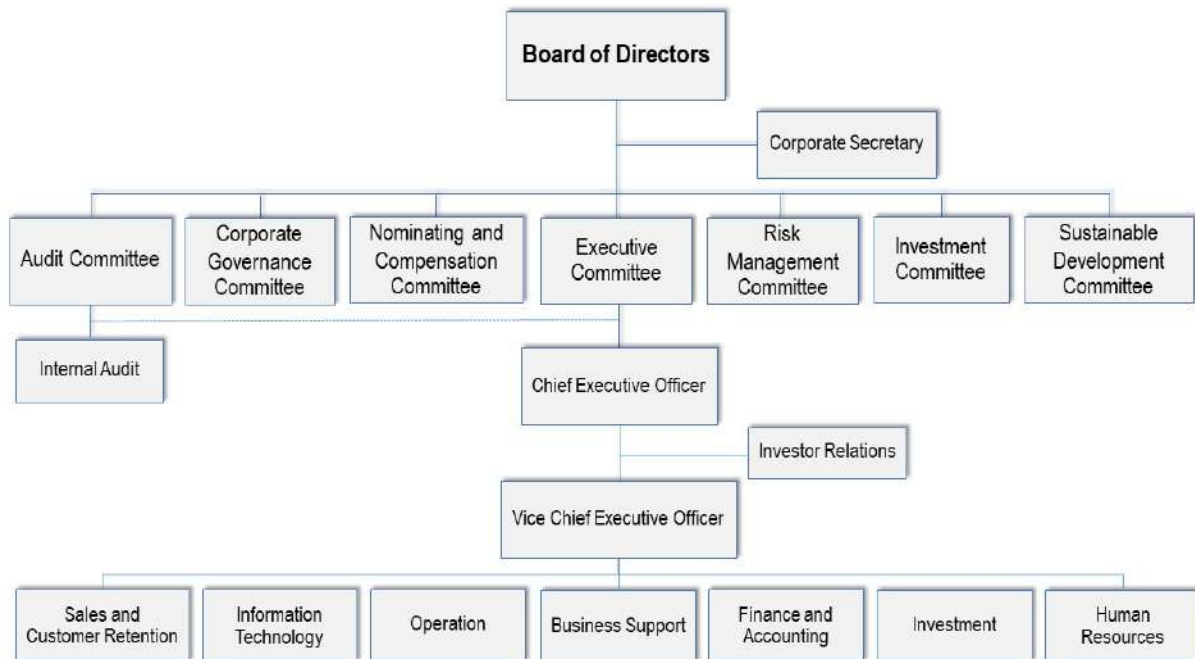 Board of Directors
Corporate Secretary
Audit Committee
Corporate
Governance
Committee
Nominating and
Compensation
Committee
Executive
Committee
Risk
Management
Committee
Investment
Committee
Sustainable
Development
Committee
Internal Audit
Chief Executive Officer
Investor Relations
Vice Chief Executive Officer
Sales and
Customer Retention
Information
Technology
Operation
Business Support
Finance and
Accounting
Investment
Human
Resources